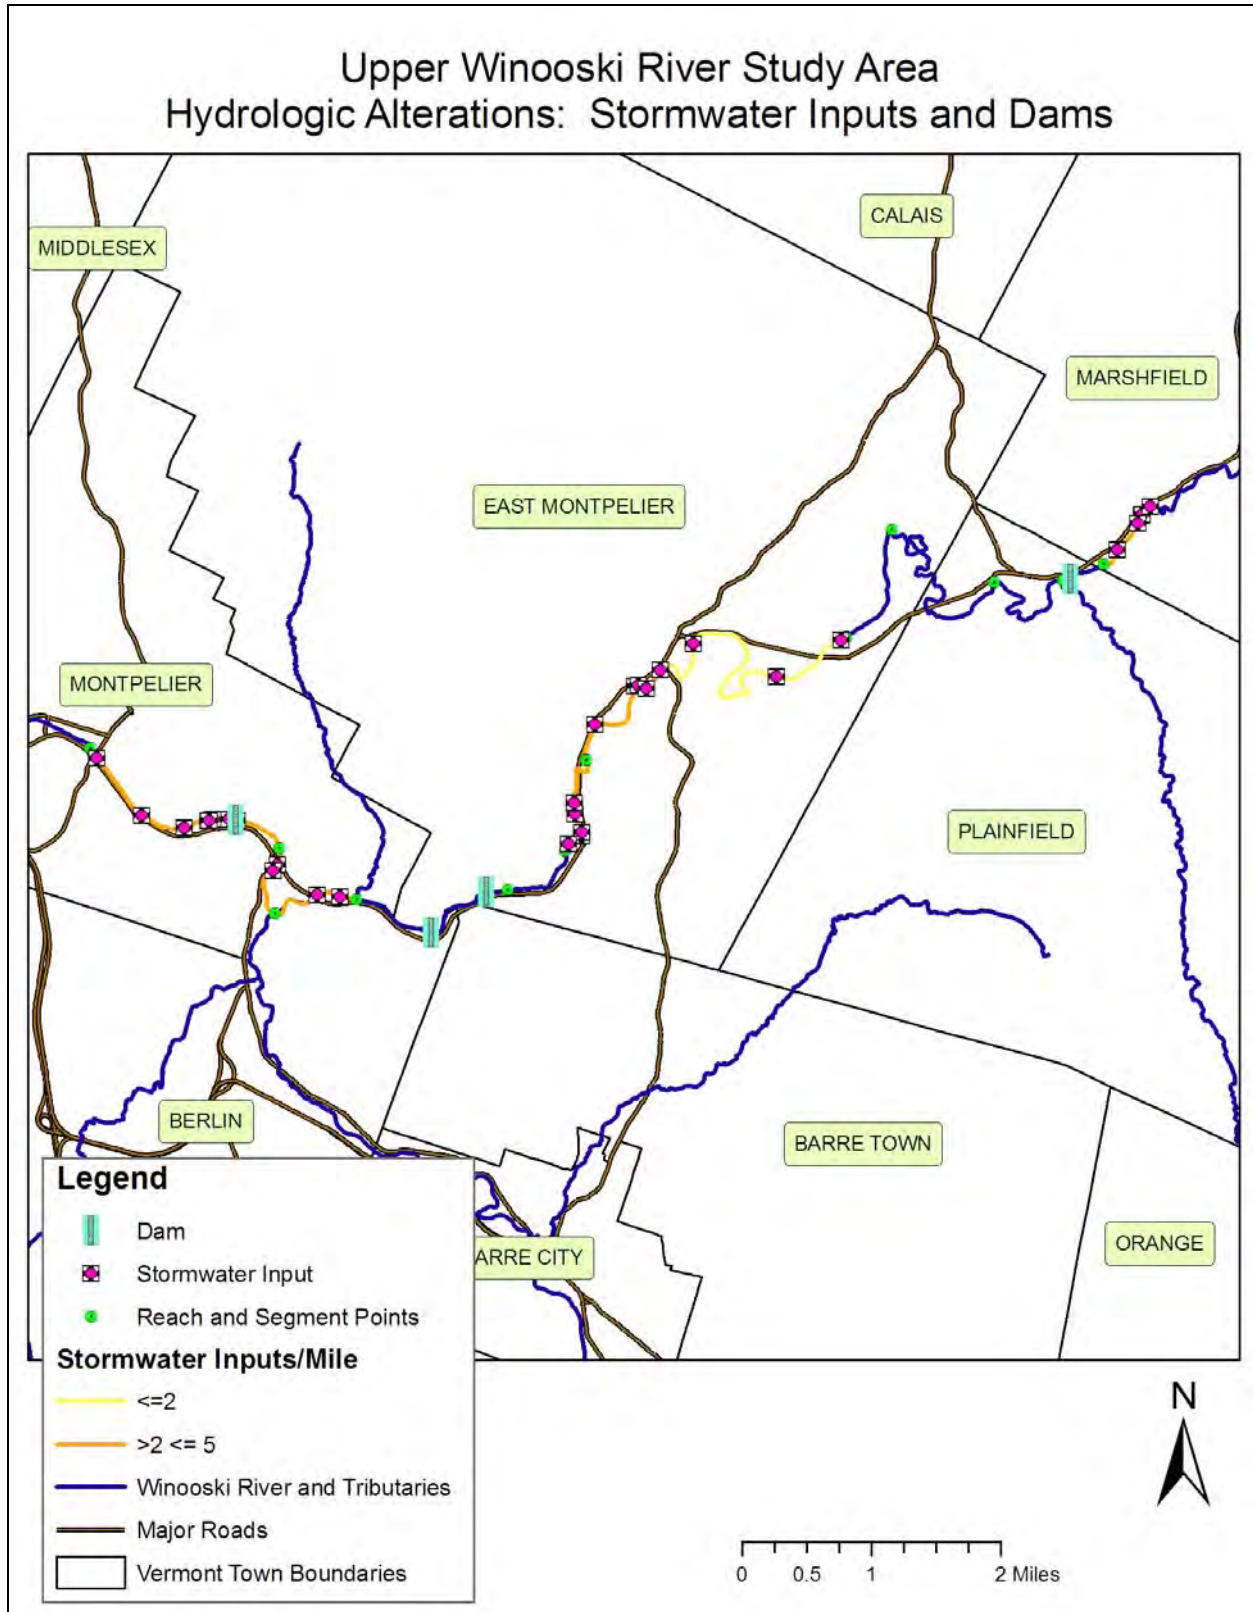 Upper Winooski River Study Area
Hydrologic Alterations: Stormwater Inputs and Dams
CALAIS
MIDDLESEX
MARSHFIELD
EAST MONTPELIER
MONTPELIER
PLAINFIELD
BERLIN
BARRE TOWN
ORANGE
ARRE CITY
Legend
Dam
Stormwater Input
Reach and Segment Points
Stormwater Inputs/Mile
<=2
>2 <= 5
Winooski River and Tributaries
Major Roads
Vermont Town Boundaries
N
0 0.5 1 2 Miles